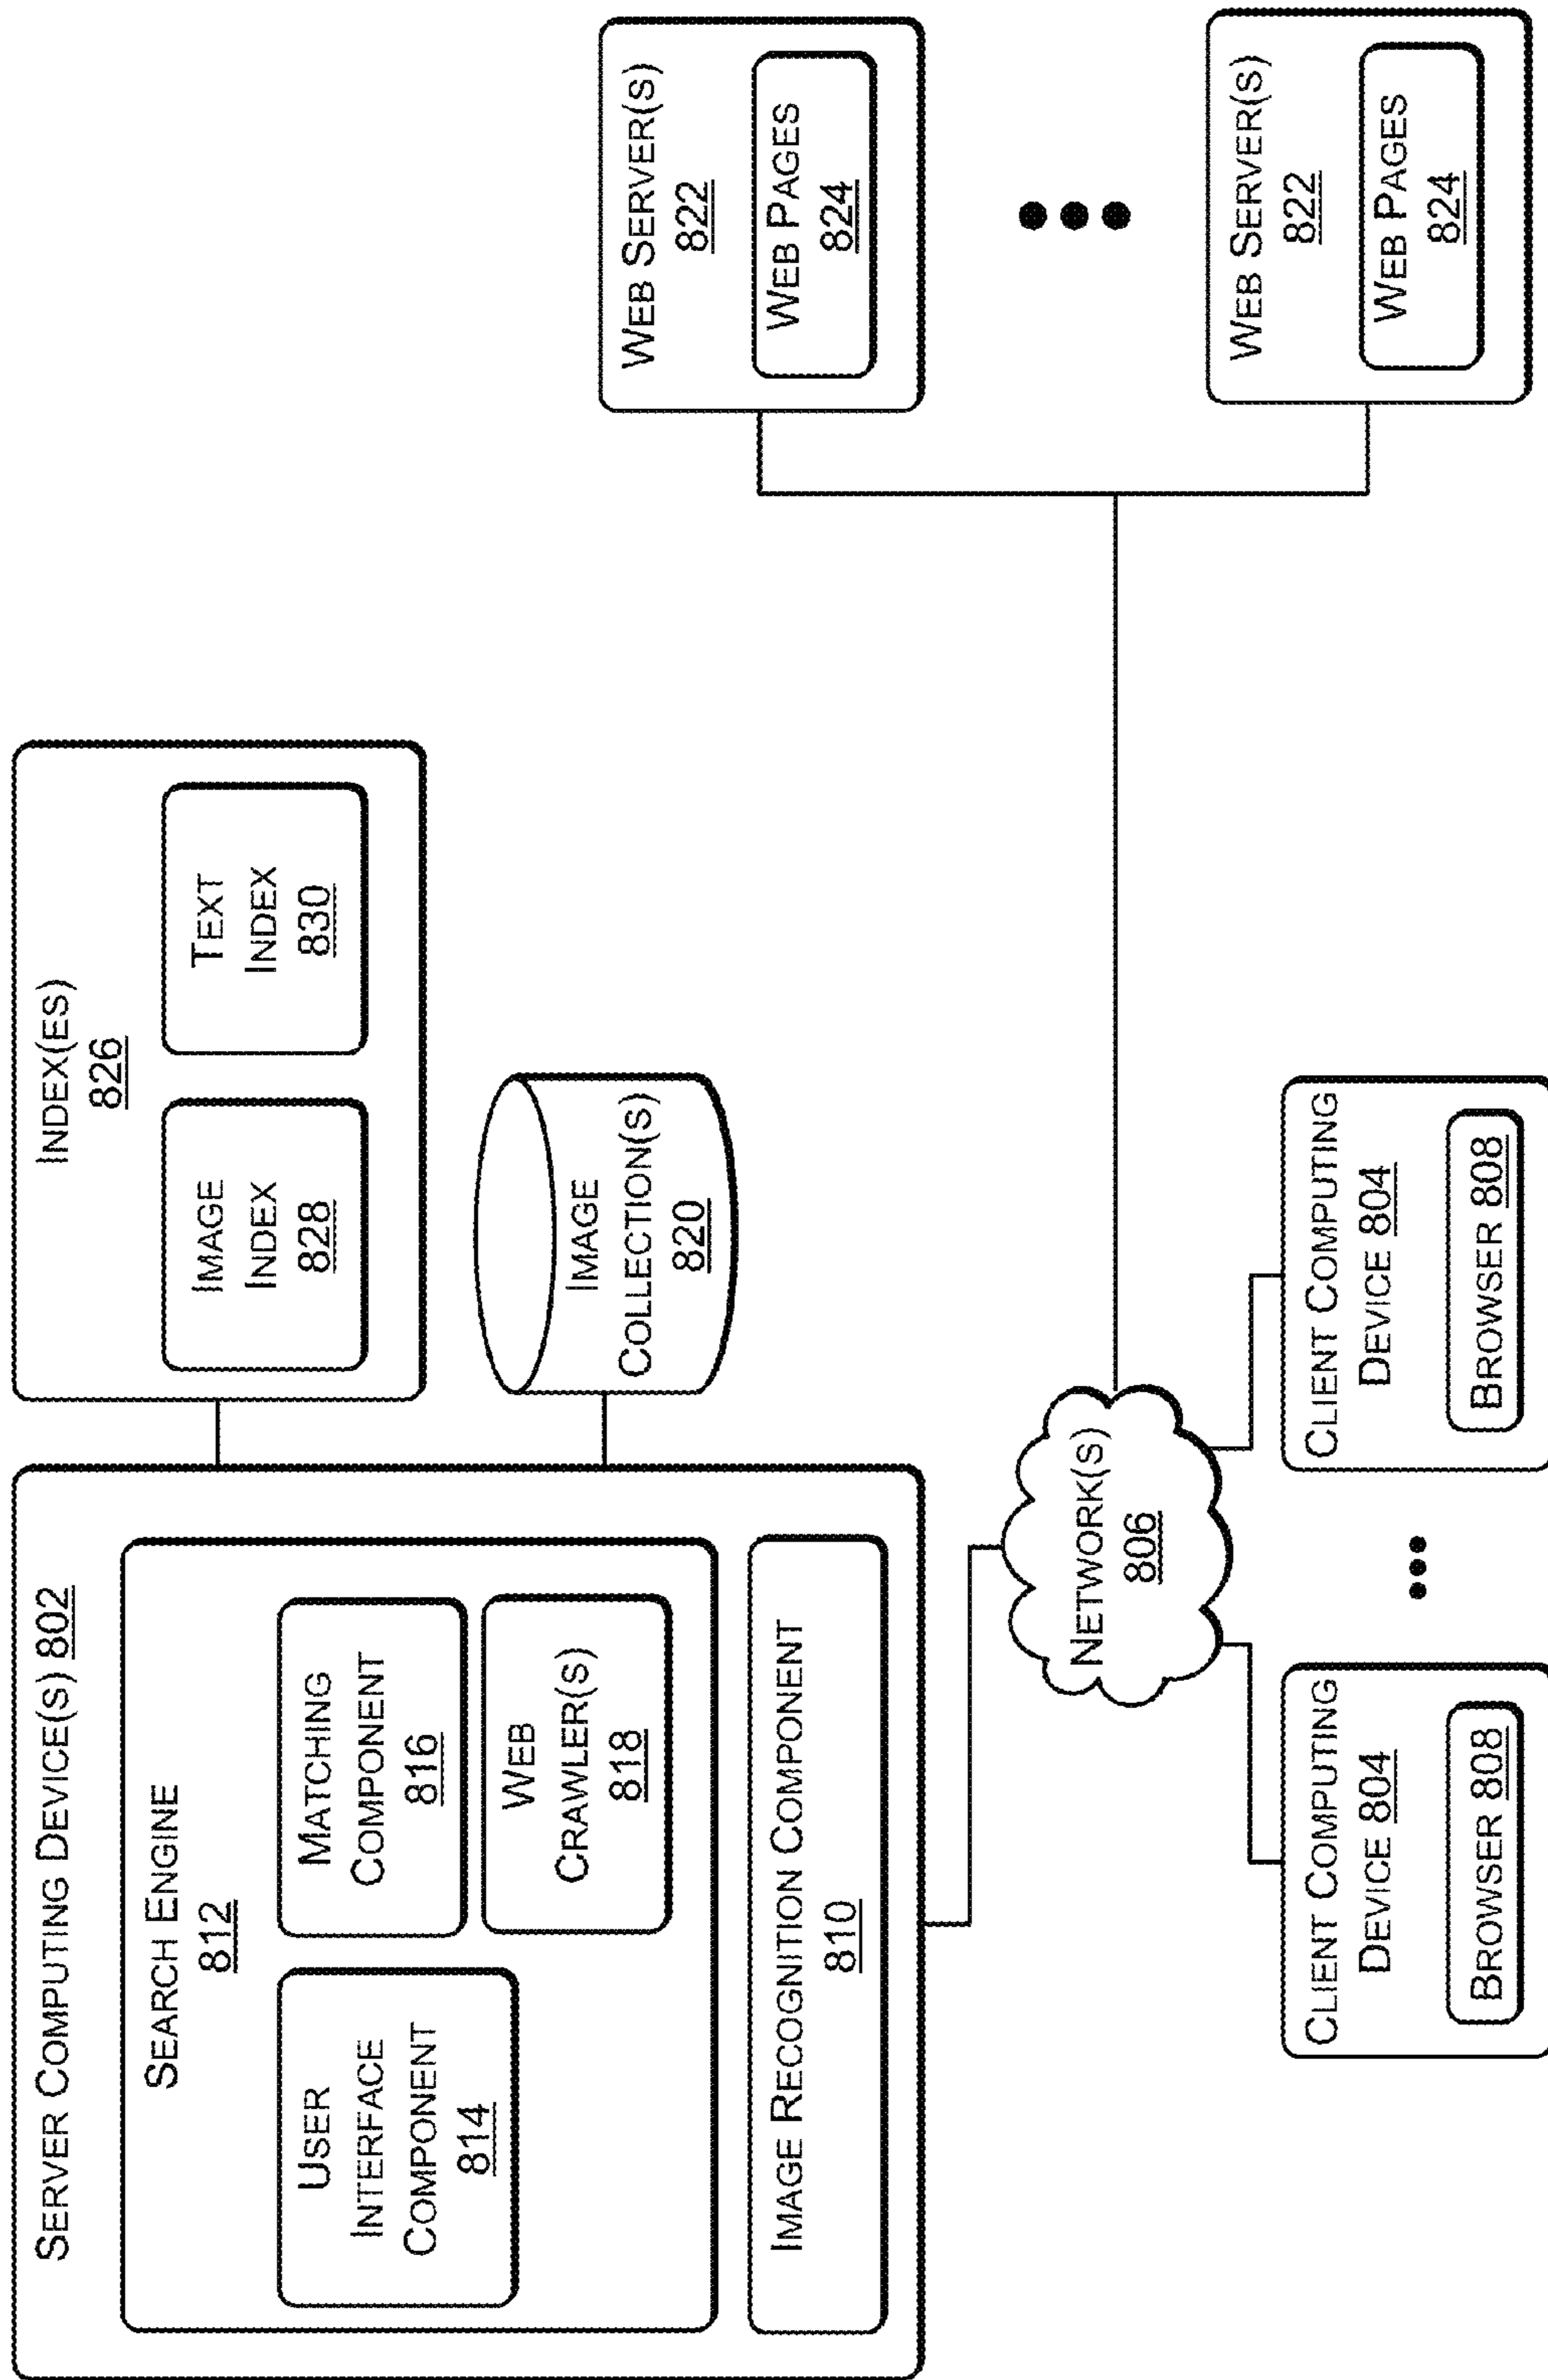 SERVER COMPUTING DEVICE(S) 802
SEARCH ENGINE
812
USER
INTERFACE
COMPONENT
814
MATCHING
COMPONENT
816
WEB
CRAWLER(S)
818
IMAGE RECOGNITION COMPONENT
810
INDEX(ES)
826
IMAGE
INDEX
828
TEXT
INDEX
830
IMAGE
COLLECTION(S)
820
NETWORK(S)
806
CLIENT COMPUTING
DEVICE 804
BROWSER 808
CLIENT COMPUTING
DEVICE 804
BROWSER 808
WEB SERVER(S)
822
WEB PAGES
824
WEB SERVER(S)
822
WEB PAGES
824